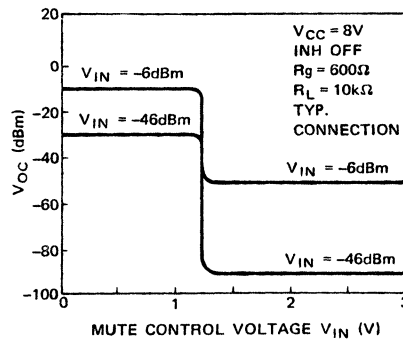 20
0
-20
-40
-60
-80
-100
V_OC (dBm)
V_CC = 8V
INH OFF
Rg = 600Ω
R_L = 10kΩ
TYP.
CONNECTION
V_IN = -6dBm
V_IN = -46dBm
V_IN = -6dBm
V_IN = -46dBm
0 1 2 3
MUTE CONTROL VOLTAGE V_IN (V)